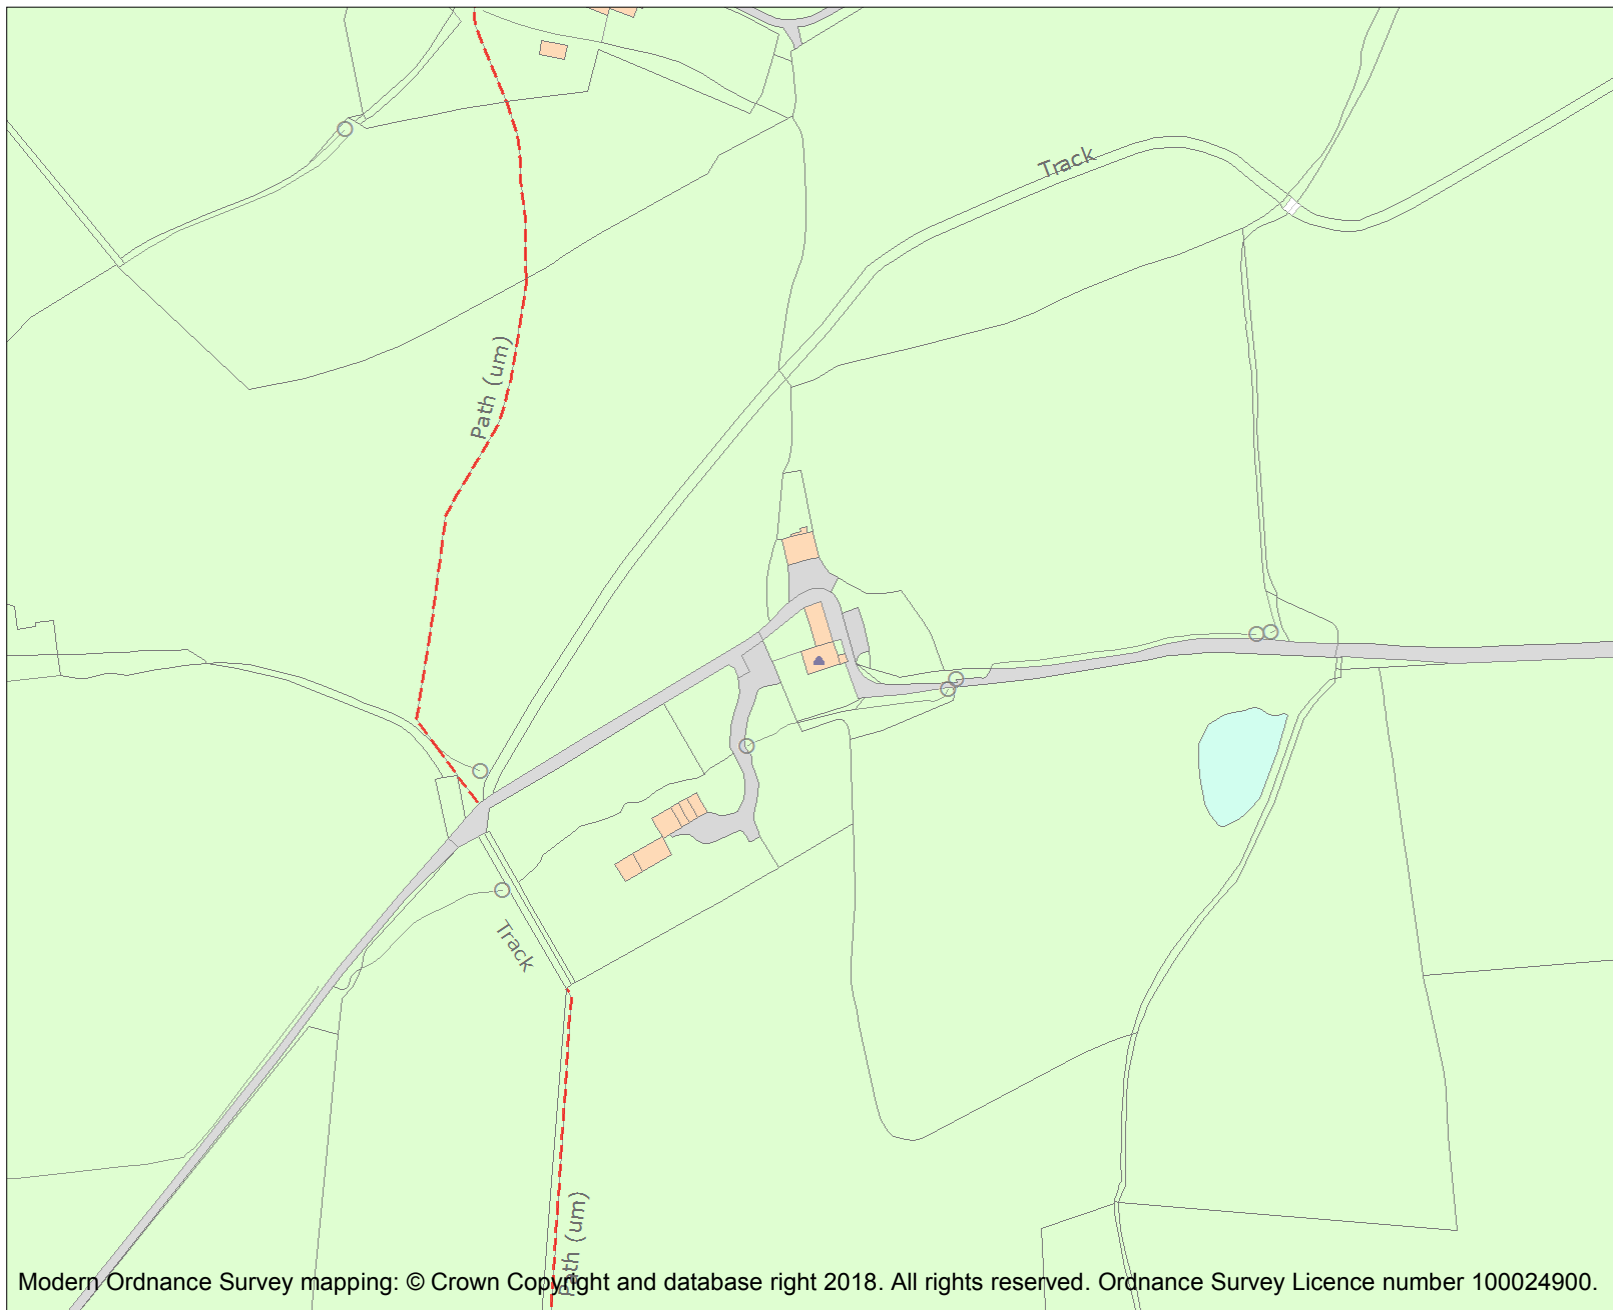 Track
Path (um)
Track
Path (um)
Modern Ordnance Survey mapping: © Crown Copyright and database right 2018. All rights reserved. Ordnance Survey Licence number 100024900.